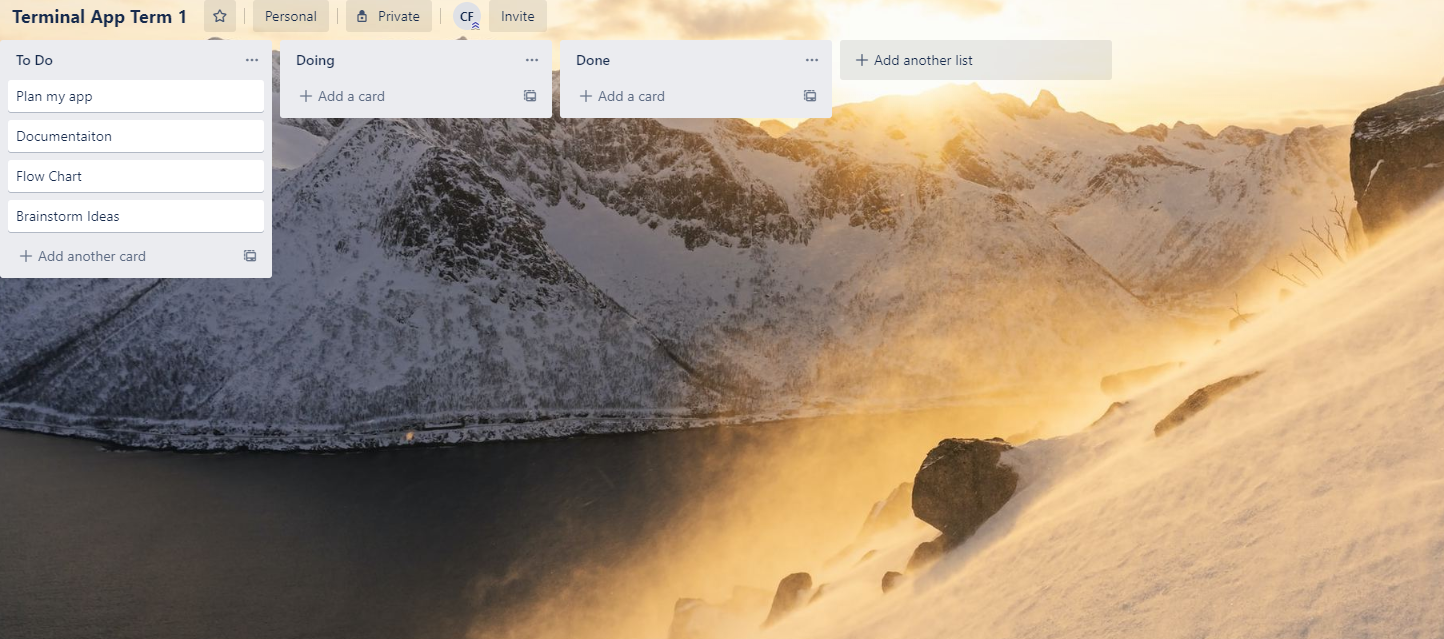 Terminal App Term 1
Personal
Private
CF
Invite
To Do
Plan my app
Documentaiton
Flow Chart
Brainstorm Ideas
Add another card
Doing
Add a card
Done
Add a card
Add another list